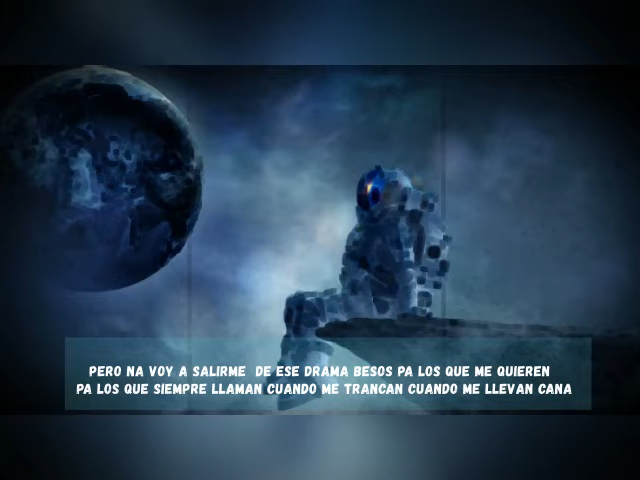 PERO NA VOY A SALIRME DE ESE DRAMA BESOS PA LOS QUE ME QUIEREN
PA LOS QUE SIEMPRE LLAMAN CUANDO ME TRANCAN CUANDO ME LLEVAN CANA